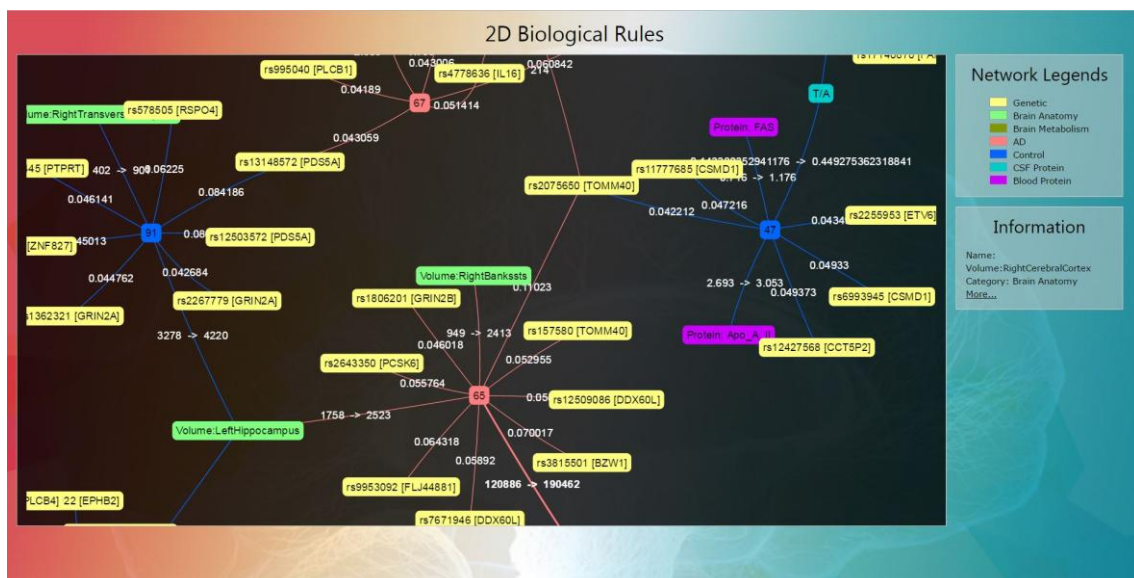 2D Biological Rules
rs995040 [PLCB1]
0.043006
0.060842
rs4778636 [IL16]
214
0.04189
67
0.051414
T/A
Network Legends
Genetic
Brain Anatomy
Brain Metabolism
AD
Control
CSF Protein
Blood Protein
rs578505 [RSPO4]
Protein: FAS
0.043059
-> 0.449275362318841
rs13148572 [PDS5A]
45 [PTPRT]
402 -> 901
0.06225
rs11777685 [CSMD1]
-> 1.176
0.084186
rs2075650 [TOMM40]
0.046141
0.047216
0.042212
0.0434
rs2255953 [ETV6]
91
47
rs12503572 [PDS5A]
[ZNF827]
45013
Information
Name:
Volume:RightCerebralCortex
Category: Brain Anatomy
More...
0.04933
0.044762
0.042684
Volume:RightBankssts
2.693 -> 3.053
0.049373
0.11023
rs2267779 [GRIN2A]
rs1806201 [GRIN2B]
rs6993945 [CSMD1]
1362321 [GRIN2A]
3278 -> 4220
949 -> 2413
rs157580 [TOMM40]
Protein: Apo_A_II
0.046018
rs12427568 [CCT5P2]
rs2643350 [PCSK6]
0.052955
0.055764
65
0.05
rs12509086 [DDX60L]
1758 -> 2523
Volume:LeftHippocampus
0.070017
0.064318
0.05892
rs3815501 [BZW1]
rs9953092 [FLJ44881]
120886 -> 190462
PLCB4]
22 [EPHB2]
rs7671946 [DDX60L]